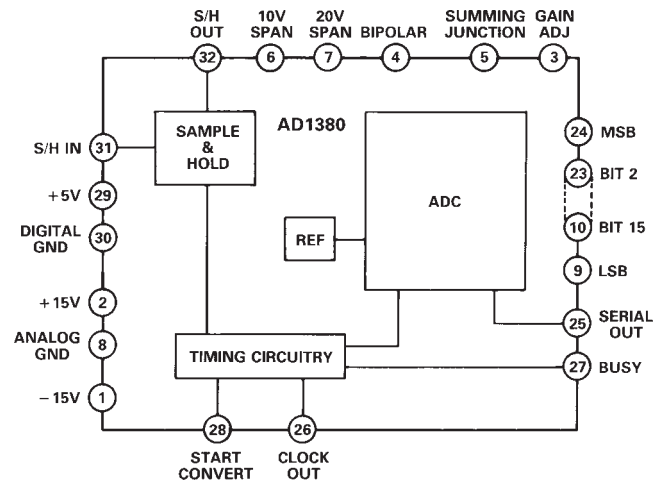 S/H OUT
10V SPAN
20V SPAN
BIPOLAR
SUMMING JUNCTION
GAIN ADJ
32
6
7
4
5
3
SAMPLE & HOLD
AD1380
ADC
REF
TIMING CIRCUITRY
S/H IN
31
+5V
29
DIGITAL GND
30
+15V
2
ANALOG GND
8
−15V
1
24
MSB
23
BIT 2
10
BIT 15
9
LSB
25
SERIAL OUT
27
BUSY
28
26
START CONVERT
CLOCK OUT